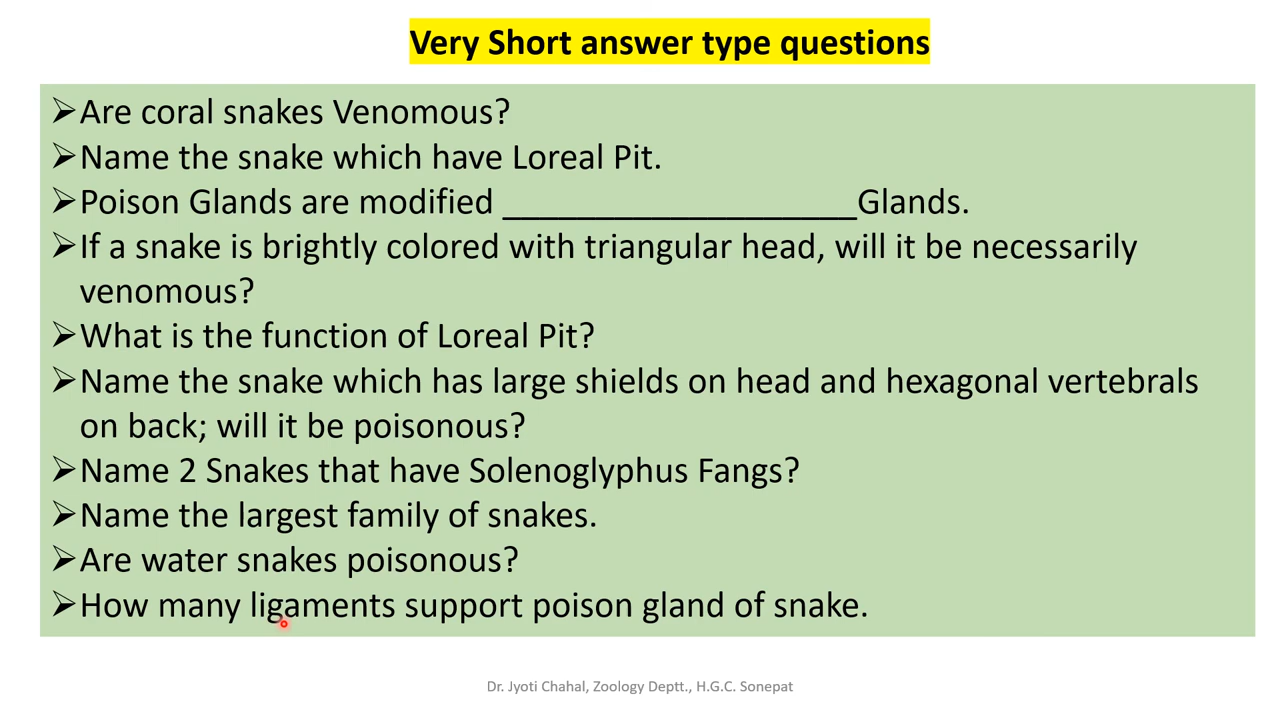 Very Short answer type questions
➢Are coral snakes Venomous?
➢Name the snake which have Loreal Pit.
➢Poison Glands are modified ___________________Glands.
➢If a snake is brightly colored with triangular head, will it be necessarily
venomous?
➢What is the function of Loreal Pit?
➢Name the snake which has large shields on head and hexagonal vertebrals
on back; will it be poisonous?
➢Name 2 Snakes that have Solenoglyphus Fangs?
➢Name the largest family of snakes.
➢Are water snakes poisonous?
➢How many ligaments support poison gland of snake.
Dr. Jyoti Chahal, Zoology Deptt., H.G.C. Sonepat